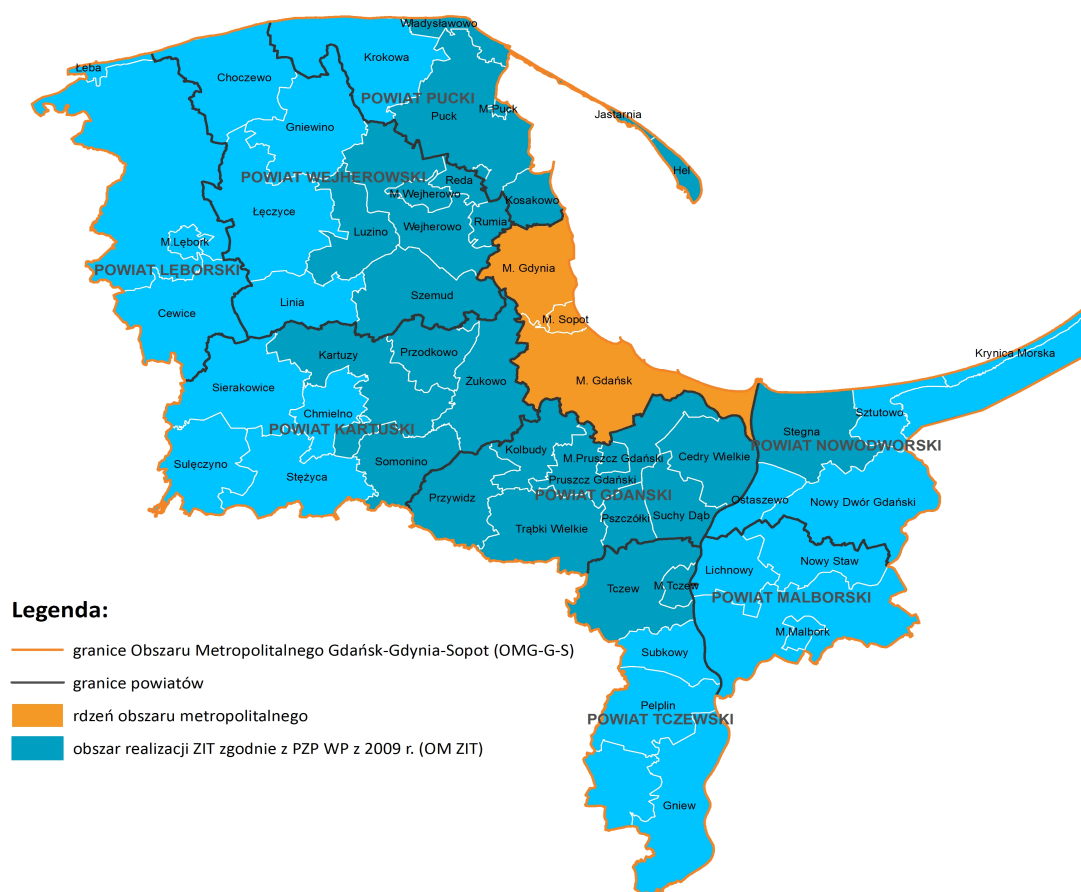 Władysławowo
Krokowa
Łeba
Choczewo
POWIAT PUCKI
Puck
M.Puck
Jastarnia
Gniewino
Hel
POWIAT WEJHEROWSKI
Reda
M.Wejherowo
Kosakowo
Łęczyce
Rumia
Luzino
Wejherowo
M.Lębork
POWIAT LĘBORSKI
M. Gdynia
Cewice
Linia
Szemud
M. Sopot
Kartuzy
Przodkowo
Krynica Morska
Sierakowice
Żukowo
M. Gdańsk
Chmielno
Sztutowo
POWIAT KARTUSKI
Stegna
POWIAT NOWODWORSKI
Kolbudy
M.Pruszcz Gdański
Cedry Wielkie
Sulęczyno
Somonino
Stężyca
Pruszcz Gdański
Przywidz
POWIAT GDAŃSKI
Ostaszewo
Nowy Dwór Gdański
Trąbki Wielkie
Pszczółki
Suchy Dąb
Lichnowy
Nowy Staw
Tczew
M.Tczew
POWIAT MALBORSKI
M.Malbork
Subkowy
Pelplin
POWIAT TCZEWSKI
Gniew
Legenda:
granice Obszaru Metropolitalnego Gdańsk-Gdynia-Sopot (OMG-G-S)
granice powiatów
rdzeń obszaru metropolitalnego
obszar realizacji ZIT zgodnie z PZP WP z 2009 r. (OM ZIT)